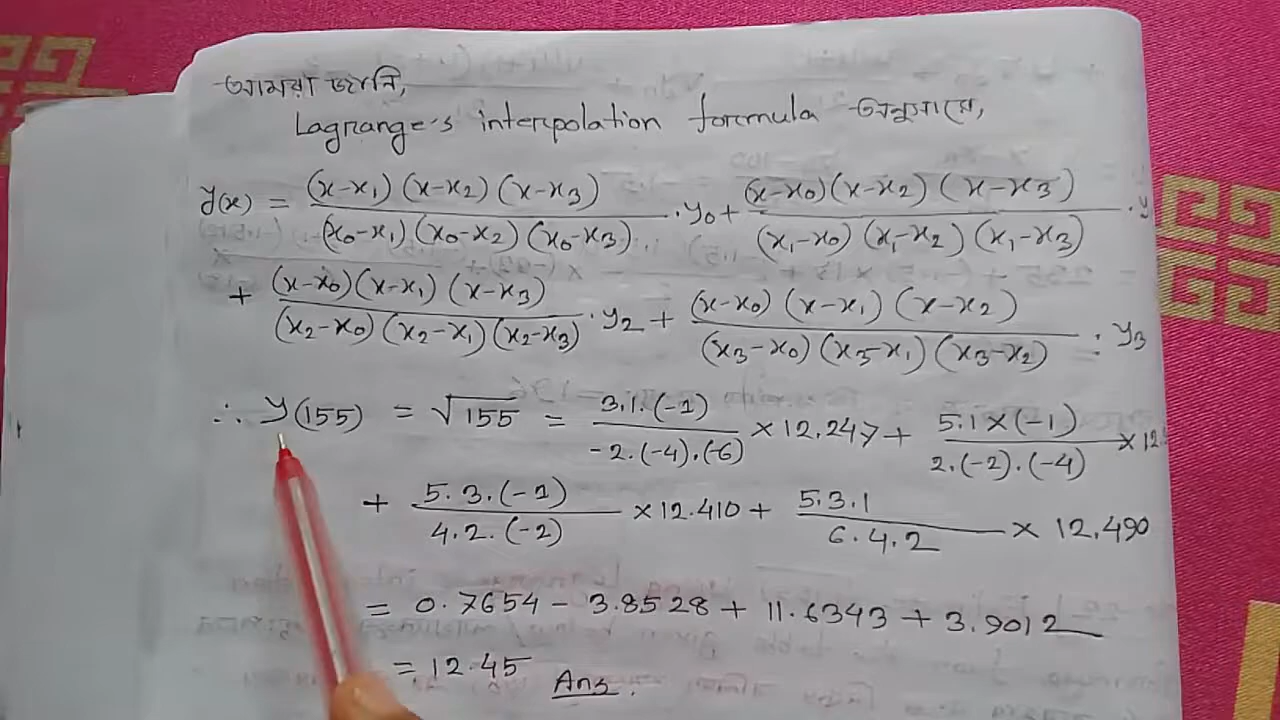 আমরা জানি,
Lagrange's interpolation formula অনুসারে,
y(x) = (x-x₁)(x-x₂)(x-x₃) / (x₀-x₁)(x₀-x₂)(x₀-x₃) · y₀ + (x-x₀)(x-x₂)(x-x₃) / (x₁-x₀)(x₁-x₂)(x₁-x₃) · y
+ (x-x₀)(x-x₁)(x-x₃) / (x₂-x₀)(x₂-x₁)(x₂-x₃) · y₂ + (x-x₀)(x-x₁)(x-x₂) / (x₃-x₀)(x₃-x₁)(x₃-x₂) · y₃
∴ y(155) = √155 = 3.1.(-1) / -2.(-4).(-6) × 12.247 + 5.1×(-1) / 2.(-2).(-4) × 12.
+ 5.3.(-1) / 4.2.(-2) × 12.410 + 5.3.1 / 6.4.2 × 12.490
= 0.7654 - 3.8528 + 11.6343 + 3.9012
= 12.45 Ans.